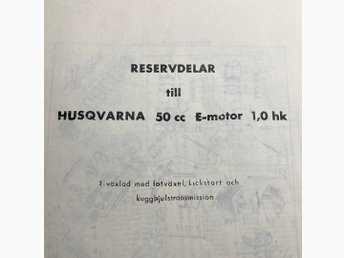 RESERVDELAR
till
HUSQVARNA 50 cc E-motor 1,0 hk
3-växlad med fotväxel, kickstart och
kugghjulstransmission